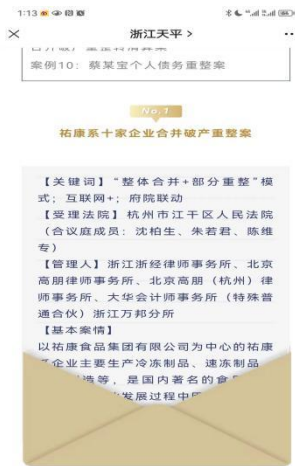 1:13
浙江天平 >
案例10：蔡某宝个人债务重整案
No.1
祐康系十家企业合并破产重整案
【关键词】“整体合并+部分重整”模
式；互联网+；府院联动
【受理法院】杭州市江干区人民法院
（合议庭成员：沈柏生、朱若君、陈维
专）
【管理人】浙江浙经律师事务所、北京
高朋律师事务所、北京高朋（杭州）律
师事务所、大华会计师事务所（特殊普
通合伙）浙江万邦分所
【基本案情】
以祐康食品集团有限公司为中心的祐康
企业主要生产冷冻制品、速冻制品
造等，是国内著名的食
发展过程中